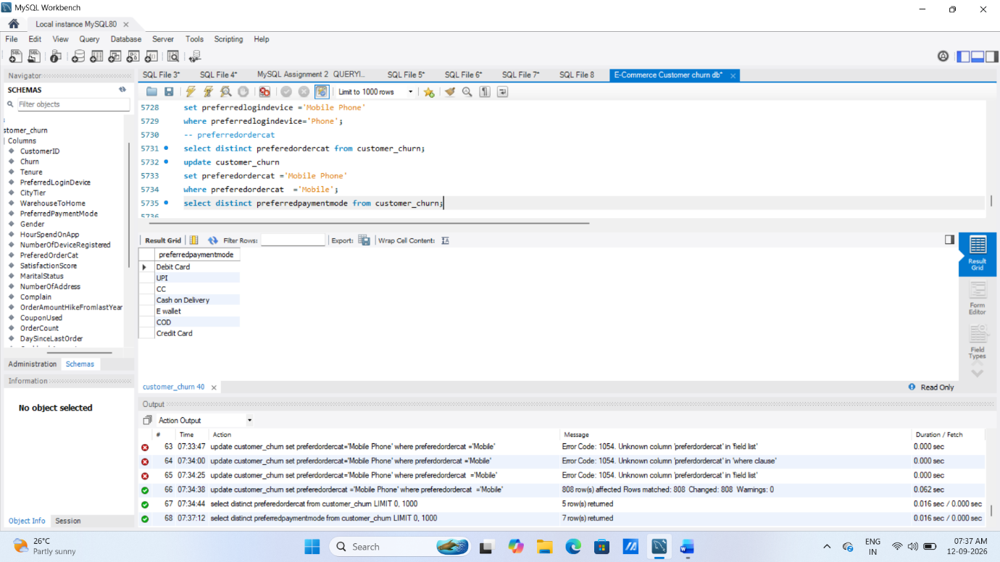 MySQL Workbench
Local instance MySQL80
File Edit View Query Database Server Tools Scripting Help
Navigator
SCHEMAS
Filter objects
stomer_churn
Columns
CustomerID
Churn
Tenure
PreferredLoginDevice
CityTier
WarehouseToHome
PreferredPaymentMode
Gender
HourSpendOnApp
NumberOfDeviceRegistered
PreferedOrderCat
SatisfactionScore
MaritalStatus
NumberOfAddress
Complain
OrderAmountHikeFromlastYear
CouponUsed
OrderCount
DaySinceLastOrder
Administration Schemas
Information
No object selected
Object Info Session
SQL File 3* SQL File 4* MySQL Assignment 2 QUERYI... SQL File 5* SQL File 6* SQL File 7* SQL File 8 E-Commerce Customer churn db*
Limit to 1000 rows
5728 set preferredlogindevice ='Mobile Phone'
5729 where preferredlogindevice='Phone';
5730 -- preferredordercat
5731 select distinct preferedordercat from customer_churn;
5732 update customer_churn
5733 set preferedordercat ='Mobile Phone'
5734 where preferedordercat  ='Mobile';
5735 select distinct preferredpaymentmode from customer_churn;
5736
Result Grid Filter Rows: Export: Wrap Cell Content:
preferredpaymentmode
Debit Card
UPI
CC
Cash on Delivery
E wallet
COD
Credit Card
Result Grid
Form Editor
Field Types
customer_churn 40
Read Only
Output
Action Output
# Time Action Message Duration / Fetch
63 07:33:47 update customer_churn set preferdordercat='Mobile Phone' where preferedordercat ='Mobile' Error Code: 1054. Unknown column 'preferdordercat' in 'field list' 0.000 sec
64 07:34:00 update customer_churn set preferdordercat='Mobile Phone' where preferdordercat ='Mobile' Error Code: 1054. Unknown column 'preferdordercat' in 'where clause' 0.000 sec
65 07:34:25 update customer_churn set preferdordercat='Mobile Phone' where preferedordercat  ='Mobile' Error Code: 1054. Unknown column 'preferdordercat' in 'field list' 0.000 sec
66 07:34:38 update customer_churn set preferedordercat ='Mobile Phone' where preferedordercat  ='Mobile' 808 row(s) affected Rows matched: 808  Changed: 808  Warnings: 0 0.062 sec
67 07:34:44 select distinct preferedordercat from customer_churn LIMIT 0, 1000 5 row(s) returned 0.016 sec / 0.000 sec
68 07:37:12 select distinct preferredpaymentmode from customer_churn LIMIT 0, 1000 7 row(s) returned 0.016 sec / 0.000 sec
26°C
Partly sunny
Search
ENG
IN
07:37 AM
12-09-2026